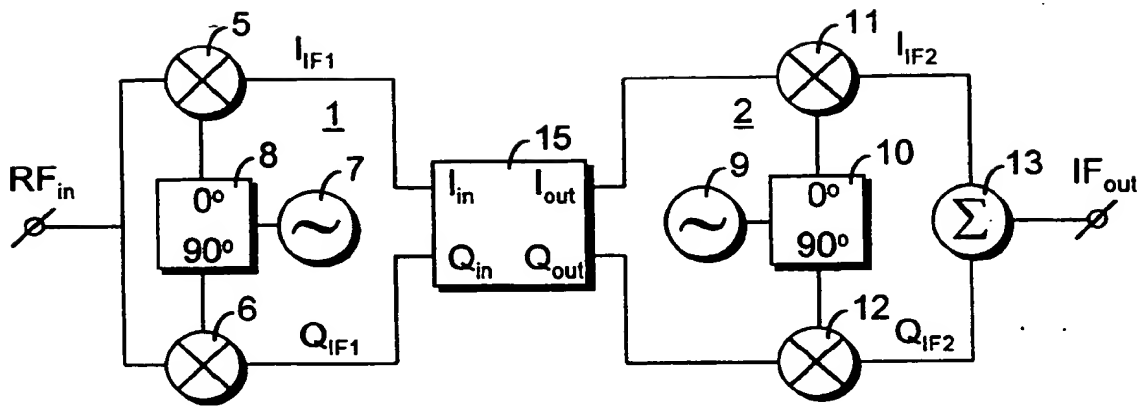 5
I_IF1
1
8
7
RF_in
0°
90°
6
Q_IF1
15
I_in I_out
Q_in Q_out
11
I_IF2
2
9
10
0°
90°
13
IF_out
Σ
12
Q_IF2